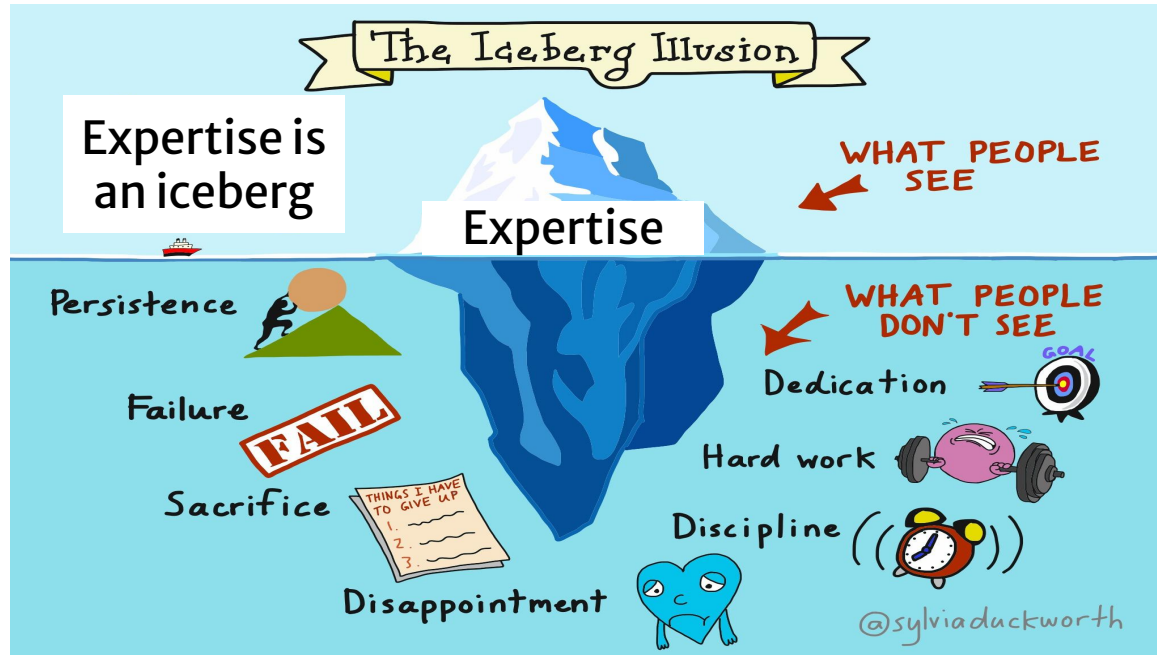 The Iceberg Illusion
Expertise is
an iceberg
WHAT PEOPLE
SEE
Expertise
Persistence
WHAT PEOPLE
DON'T SEE
GOAL
Dedication
Failure
FAIL
Hard work
Sacrifice
THINGS I HAVE
TO GIVE UP
1.
2.
3.
Discipline
Disappointment
@sylviaduckworth